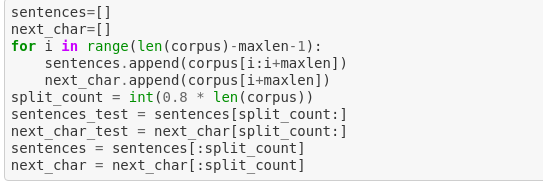 sentences=[]
next_char=[]
for i in range(len(corpus)-maxlen-1):
    sentences.append(corpus[i:i+maxlen])
    next_char.append(corpus[i+maxlen])
split_count = int(0.8 * len(corpus))
sentences_test = sentences[split_count:]
next_char_test = next_char[split_count:]
sentences = sentences[:split_count]
next_char = next_char[:split_count]